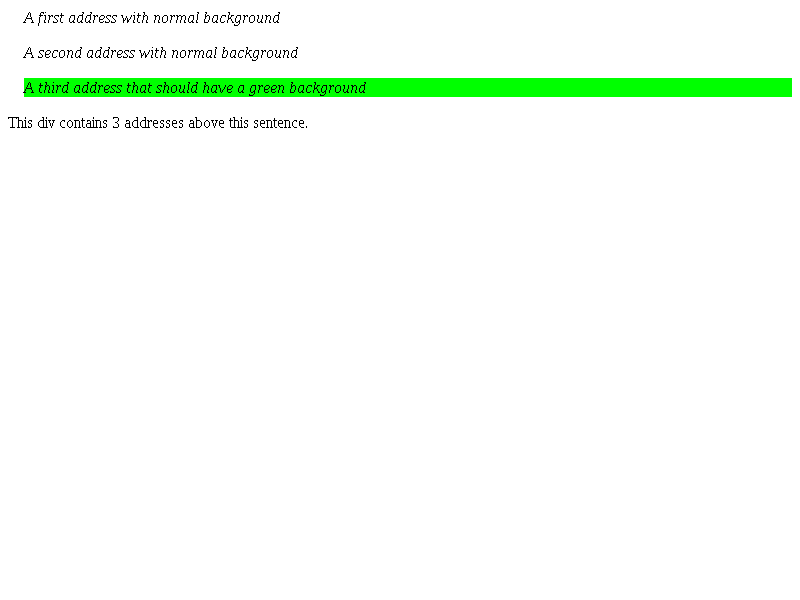 A first address with normal background
A second address with normal background
A third address that should have a green background
This div contains 3 addresses above this sentence.